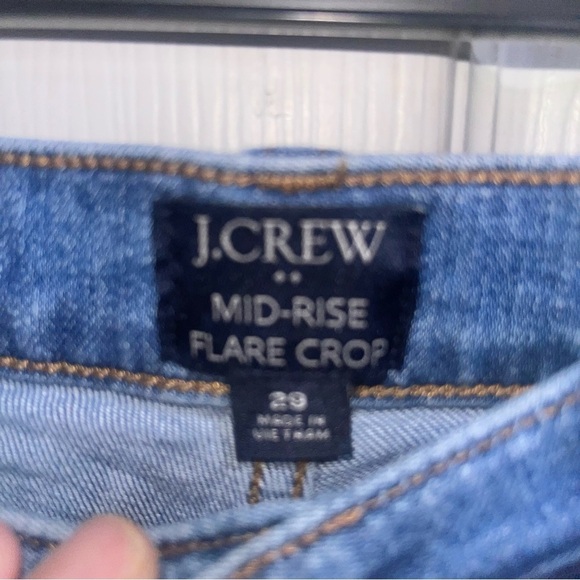 J.CREW
MID-RISE
FLARE CROP
29
MADE IN
VIETNAM